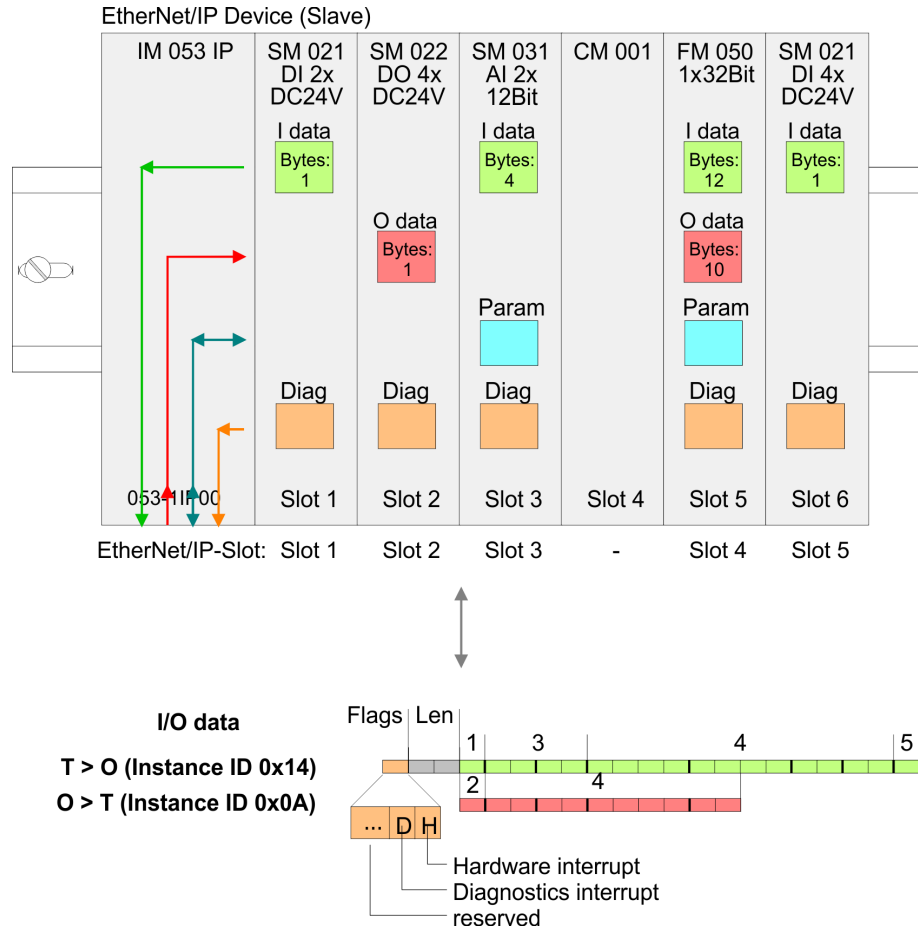 EtherNet/IP Device (Slave)
IM 053 IP
SM 021
DI 2x
DC24V
SM 022
DO 4x
DC24V
SM 031
AI 2x
12Bit
CM 001
FM 050
1x32Bit
SM 021
DI 4x
DC24V
I data
I data
I data
I data
Bytes:
1
Bytes:
4
Bytes:
12
Bytes:
1
O data
O data
Bytes:
1
Bytes:
10
Param
Param
Diag
Diag
Diag
Diag
Diag
053-1IP00
Slot 1
Slot 2
Slot 3
Slot 4
Slot 5
Slot 6
EtherNet/IP-Slot:
Slot 1
Slot 2
Slot 3
-
Slot 4
Slot 5
I/O data
Flags
Len
1
3
4
5
T > O (Instance ID 0x14)
2
4
O > T (Instance ID 0x0A)
...
D
H
Hardware interrupt
Diagnostics interrupt
reserved